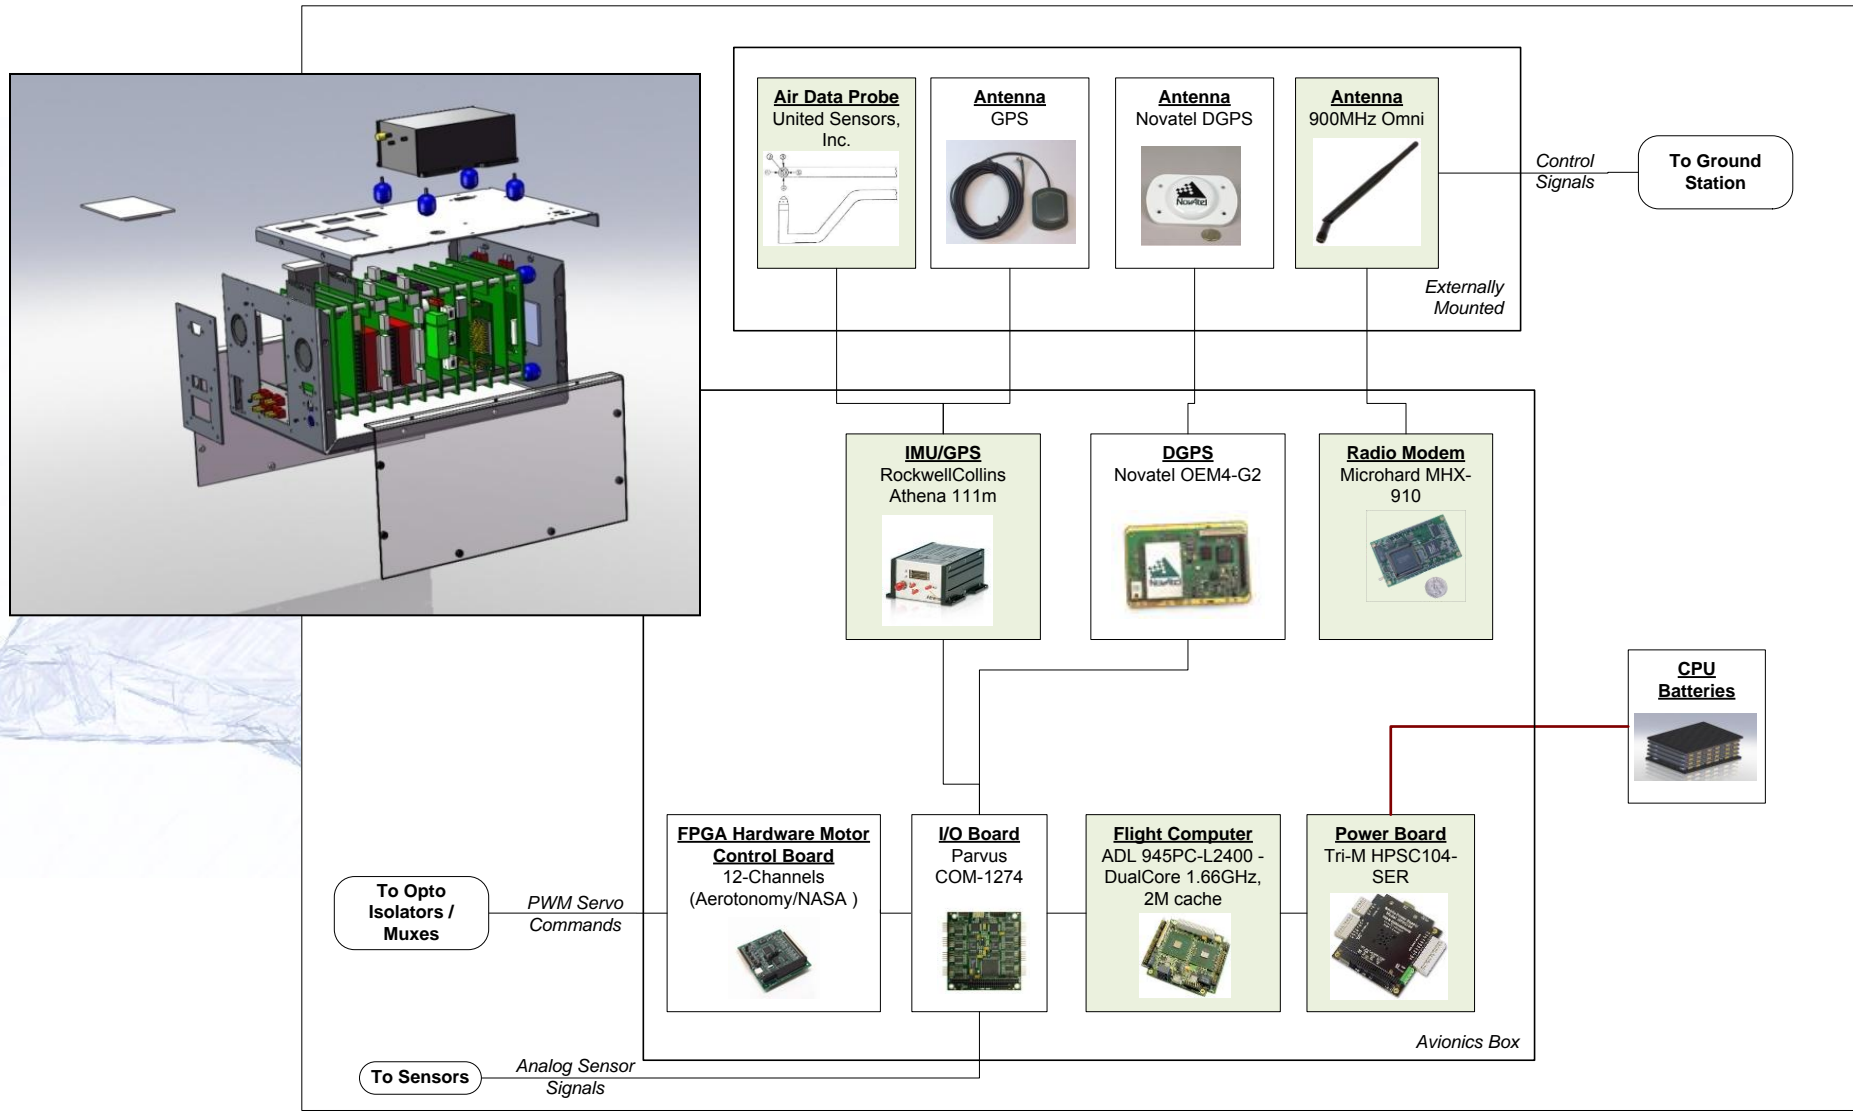 Air Data Probe
United Sensors,
Inc.
Antenna
GPS
Antenna
Novatel DGPS
NovAtel
Antenna
900MHz Omni
Control
Signals
To Ground
Station
Externally
Mounted
IMU/GPS
RockwellCollins
Athena 111m
DGPS
Novatel OEM4-G2
NovAtel
Radio Modem
Microhard MHX-
910
CPU
Batteries
FPGA Hardware Motor
Control Board
12-Channels
(Aerotonomy/NASA )
I/O Board
Parvus
COM-1274
Flight Computer
ADL 945PC-L2400 -
DualCore 1.66GHz,
2M cache
Power Board
Tri-M HPSC104-
SER
To Opto
Isolators /
Muxes
PWM Servo
Commands
Avionics Box
To Sensors
Analog Sensor
Signals